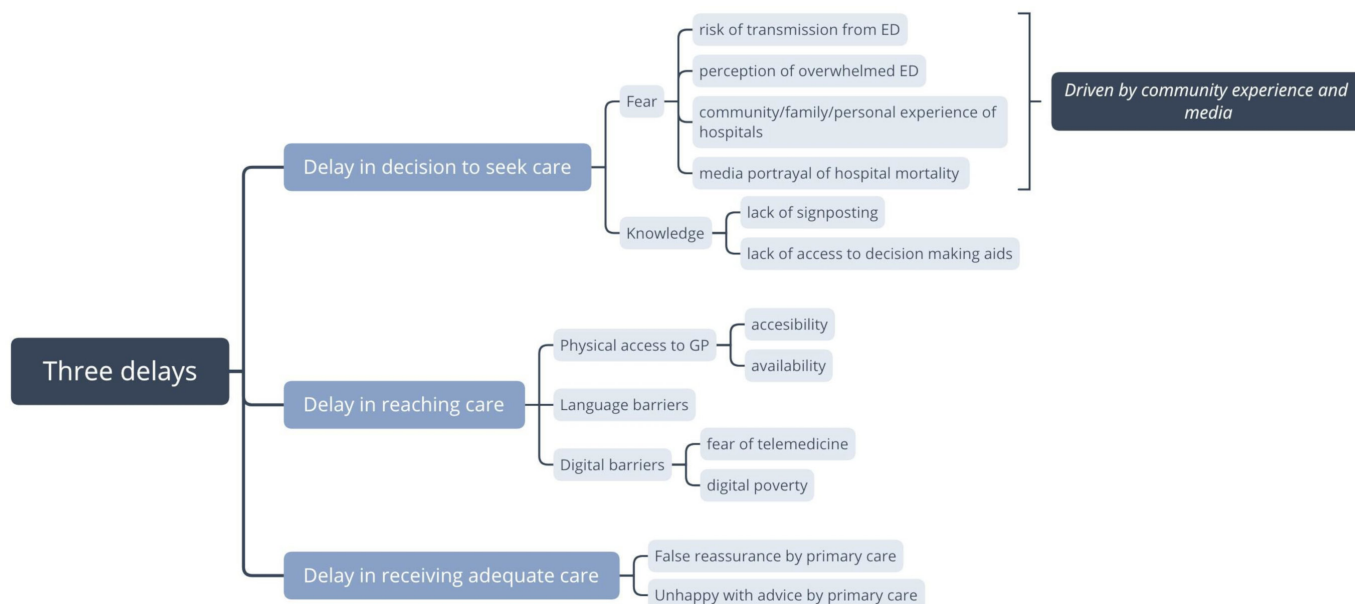 Three delays
Delay in decision to seek care
Fear
risk of transmission from ED
perception of overwhelmed ED
community/family/personal experience of
hospitals
media portrayal of hospital mortality
Driven by community experience and
media
Knowledge
lack of signposting
lack of access to decision making aids
Delay in reaching care
Physical access to GP
accesibility
availability
Language barriers
Digital barriers
fear of telemedicine
digital poverty
Delay in receiving adequate care
False reassurance by primary care
Unhappy with advice by primary care